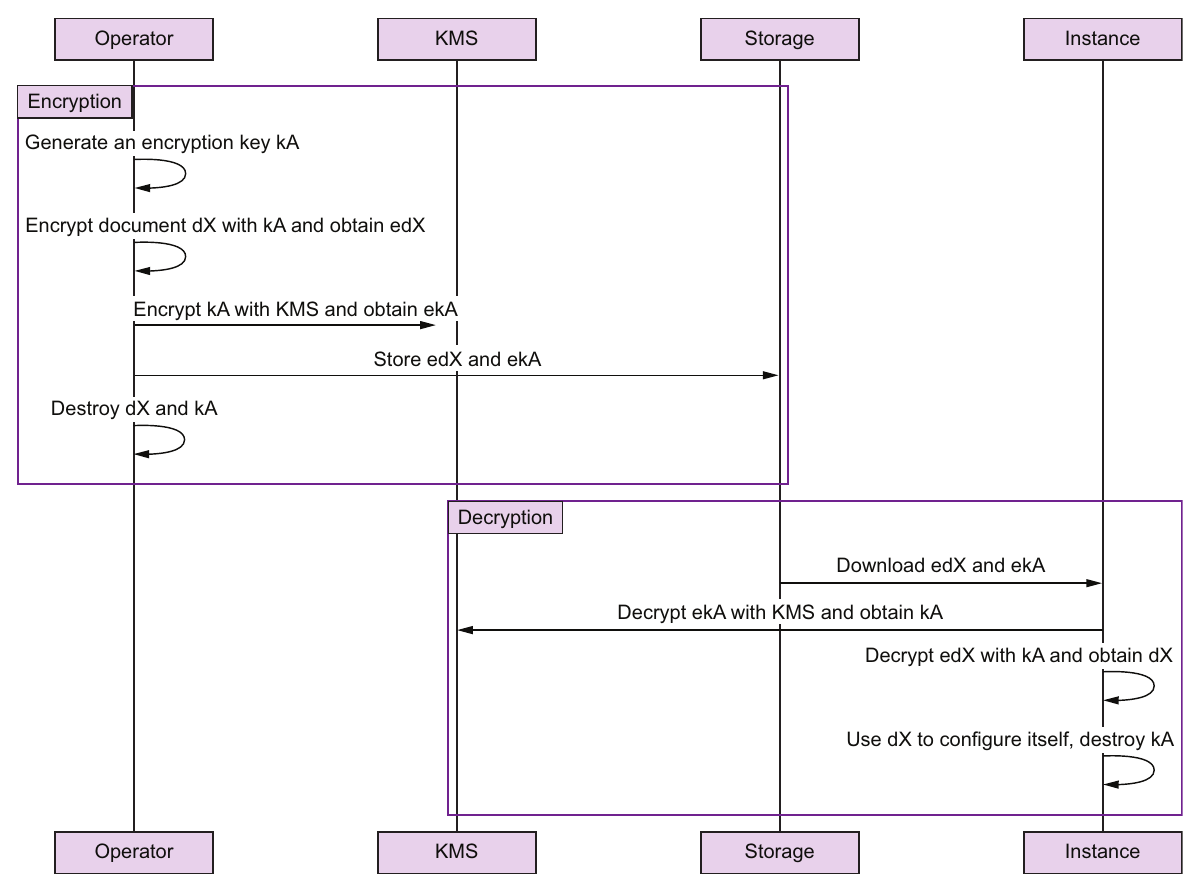 Operator
KMS
Storage
Instance
Encryption
Generate an encryption key kA
Encrypt document dX with kA and obtain edX
Encrypt kA with KMS and obtain ekA
Store edX and ekA
Destroy dX and kA
Decryption
Download edX and ekA
Decrypt ekA with KMS and obtain kA
Decrypt edX with kA and obtain dX
Use dX to configure itself, destroy kA
Operator
KMS
Storage
Instance